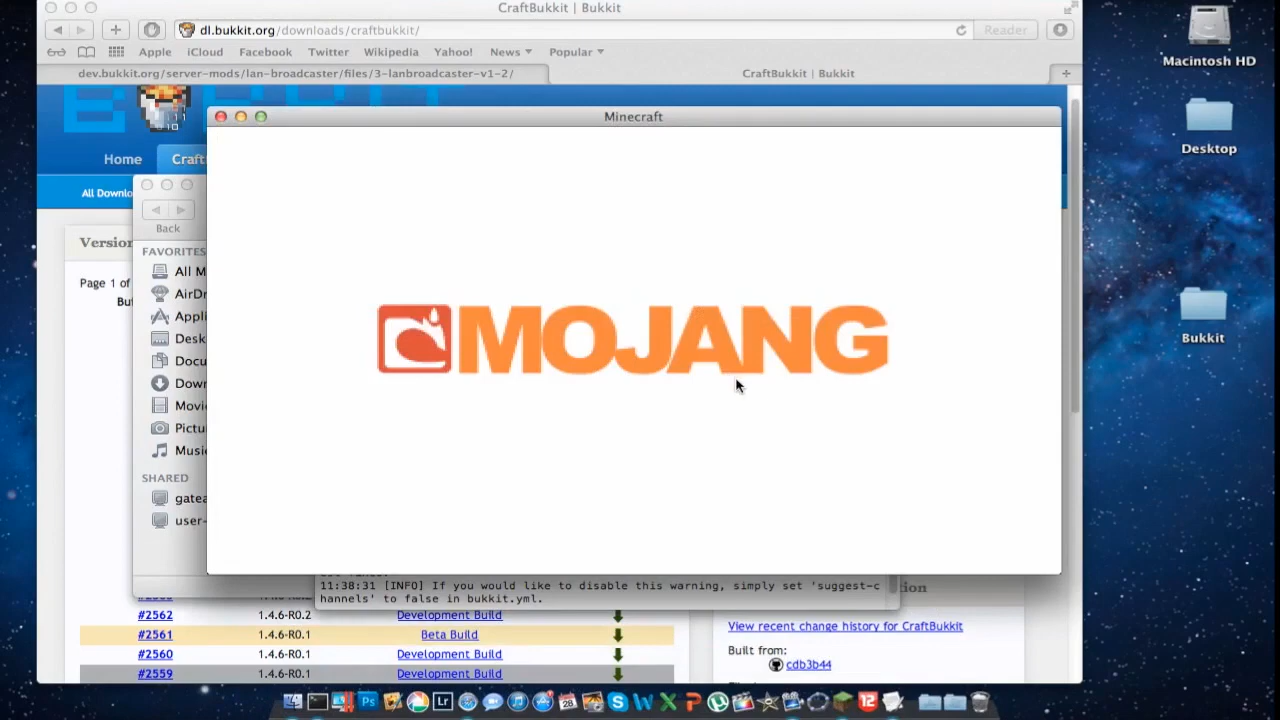 CraftBukkit | Bukkit
dl.bukkit.org/downloads/craftbukkit/
Reader
Apple iCloud Facebook Twitter Wikipedia Yahoo! News Popular
dev.bukkit.org/server-mods/lan-broadcaster/files/3-lanbroadcaster-v1-2/
CraftBukkit | Bukkit
Macintosh HD
Minecraft
Home
Craft
All Downlo
Desktop
Back
Version
FAVORITES
All M
Page 1 of
AirDr
Bu
Appli
MOJANG
Desk
Bukkit
Docu
Down
Movi
Pictu
Music
SHARED
gatea
user-
11:38:31 [INFO] If you would like to disable this warning, simply set 'suggest-c
hannels' to false in bukkit.yml.
#2562 1.4.6-R0.2 Development Build
#2561 1.4.6-R0.1 Beta Build
#2560 1.4.6-R0.1 Development Build
#2559 1.4.6-R0.1 Development Build
View recent change history for CraftBukkit
Built from:
cdb3b44